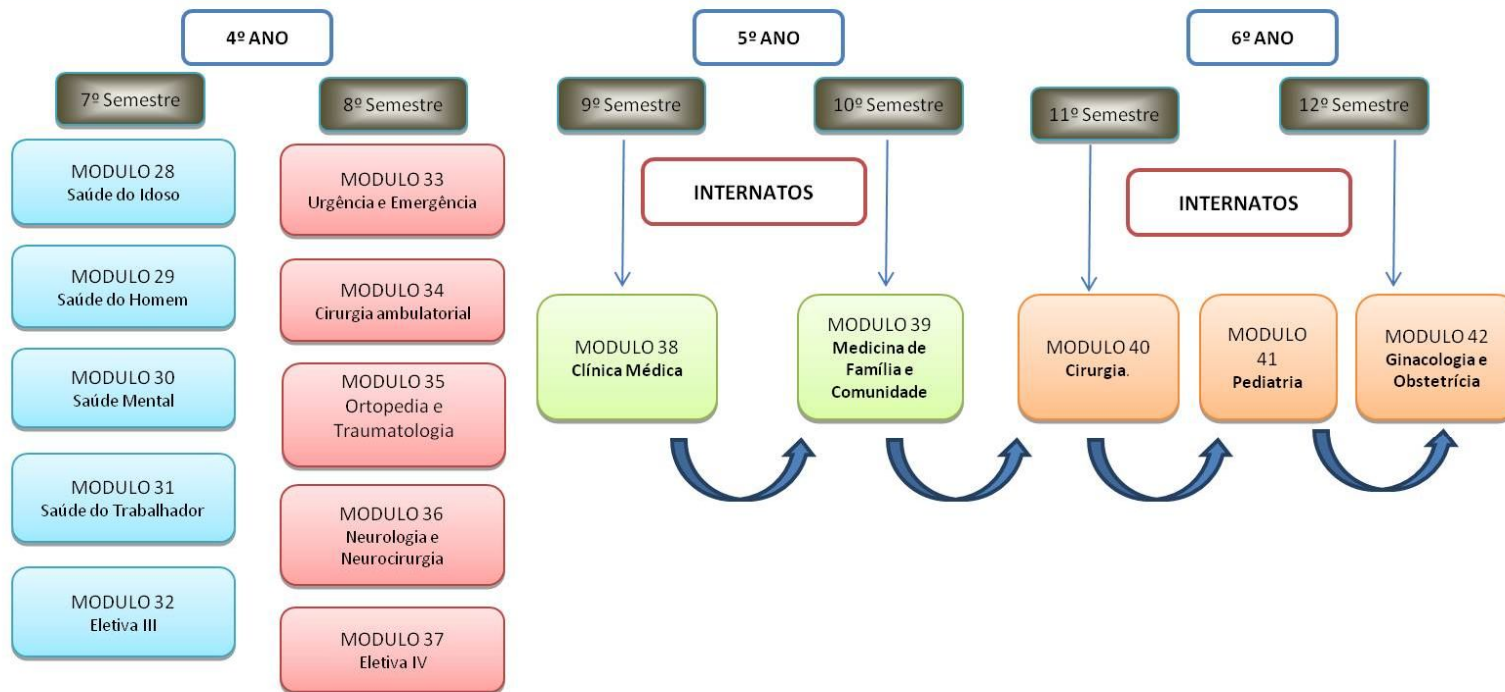 4º ANO
7º Semestre
MODULO 28
Saúde do Idoso
MODULO 29
Saúde do Homem
MODULO 30
Saúde Mental
MODULO 31
Saúde do Trabalhador
MODULO 32
Eletiva III
8º Semestre
MODULO 33
Urgência e Emergência
MODULO 34
Cirurgia ambulatorial
MODULO 35
Ortopedia e
Traumatologia
MODULO 36
Neurologia e
Neurocirurgia
MODULO 37
Eletiva IV
5º ANO
9º Semestre
10º Semestre
INTERNATOS
MODULO 38
Clínica Médica
MODULO 39
Medicina de
Família e
Comunidade
6º ANO
11º Semestre
12º Semestre
INTERNATOS
MODULO 40
Cirurgia.
MODULO
41
Pediatria
MODULO 42
Ginacologia e
Obstetrícia